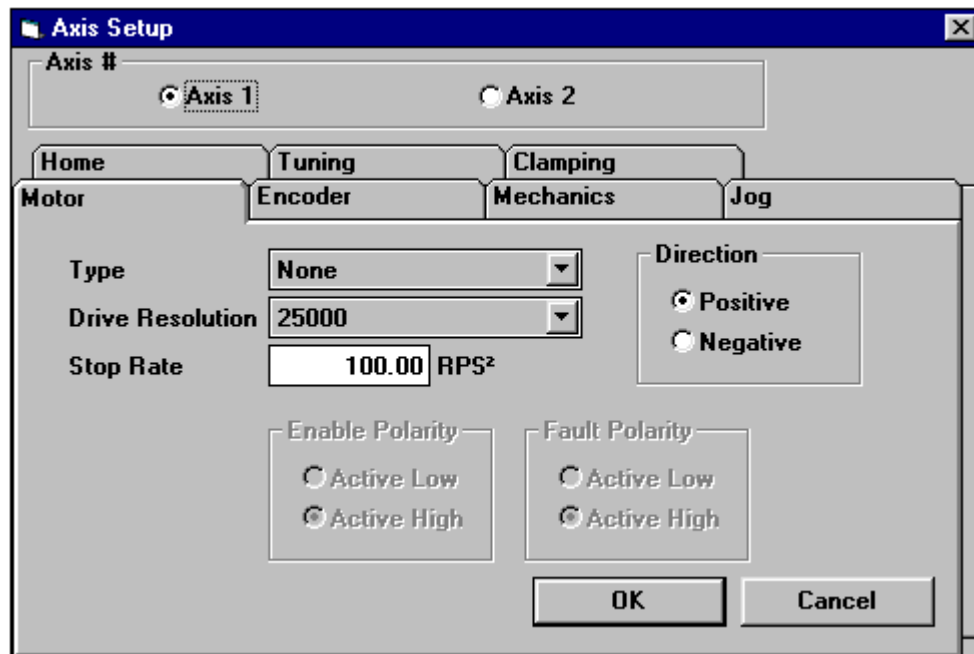 Axis Setup
Axis #
Axis 1 Axis 2
Home Tuning Clamping
Motor Encoder Mechanics Jog
Type None
Drive Resolution 25000
Stop Rate 100.00 RPS²
Direction
Positive
Negative
Enable Polarity Fault Polarity
Active Low Active Low
Active High Active High
OK Cancel